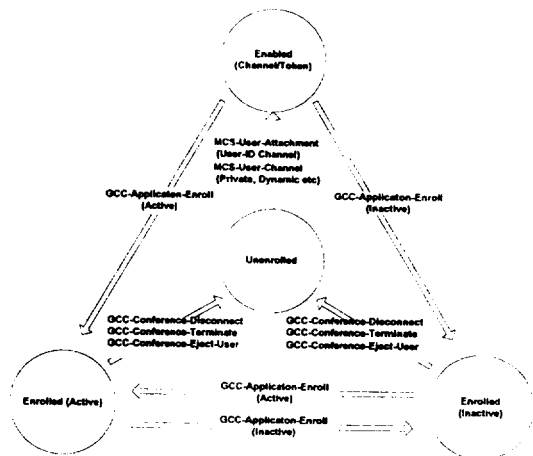 Enabled
(Channel/Token)
MCS-User-Attachment
(User-ID Channel)
MCS-User-Channel
(Private, Dynamic etc)
GCC-Applicaton-Enroll
(Active)
GCC-Applicaton-Enroll
(Inactive)
Unenrolled
GCC-Conference-Disconnect
GCC-Conference-Terminate
GCC-Conference-Eject-User
GCC-Conference-Disconnect
GCC-Conference-Terminate
GCC-Conference-Eject-User
Enrolled (Active)
GCC-Applicaton-Enroll
(Active)
GCC-Applicaton-Enroll
(Inactive)
Enrolled
(Inactive)